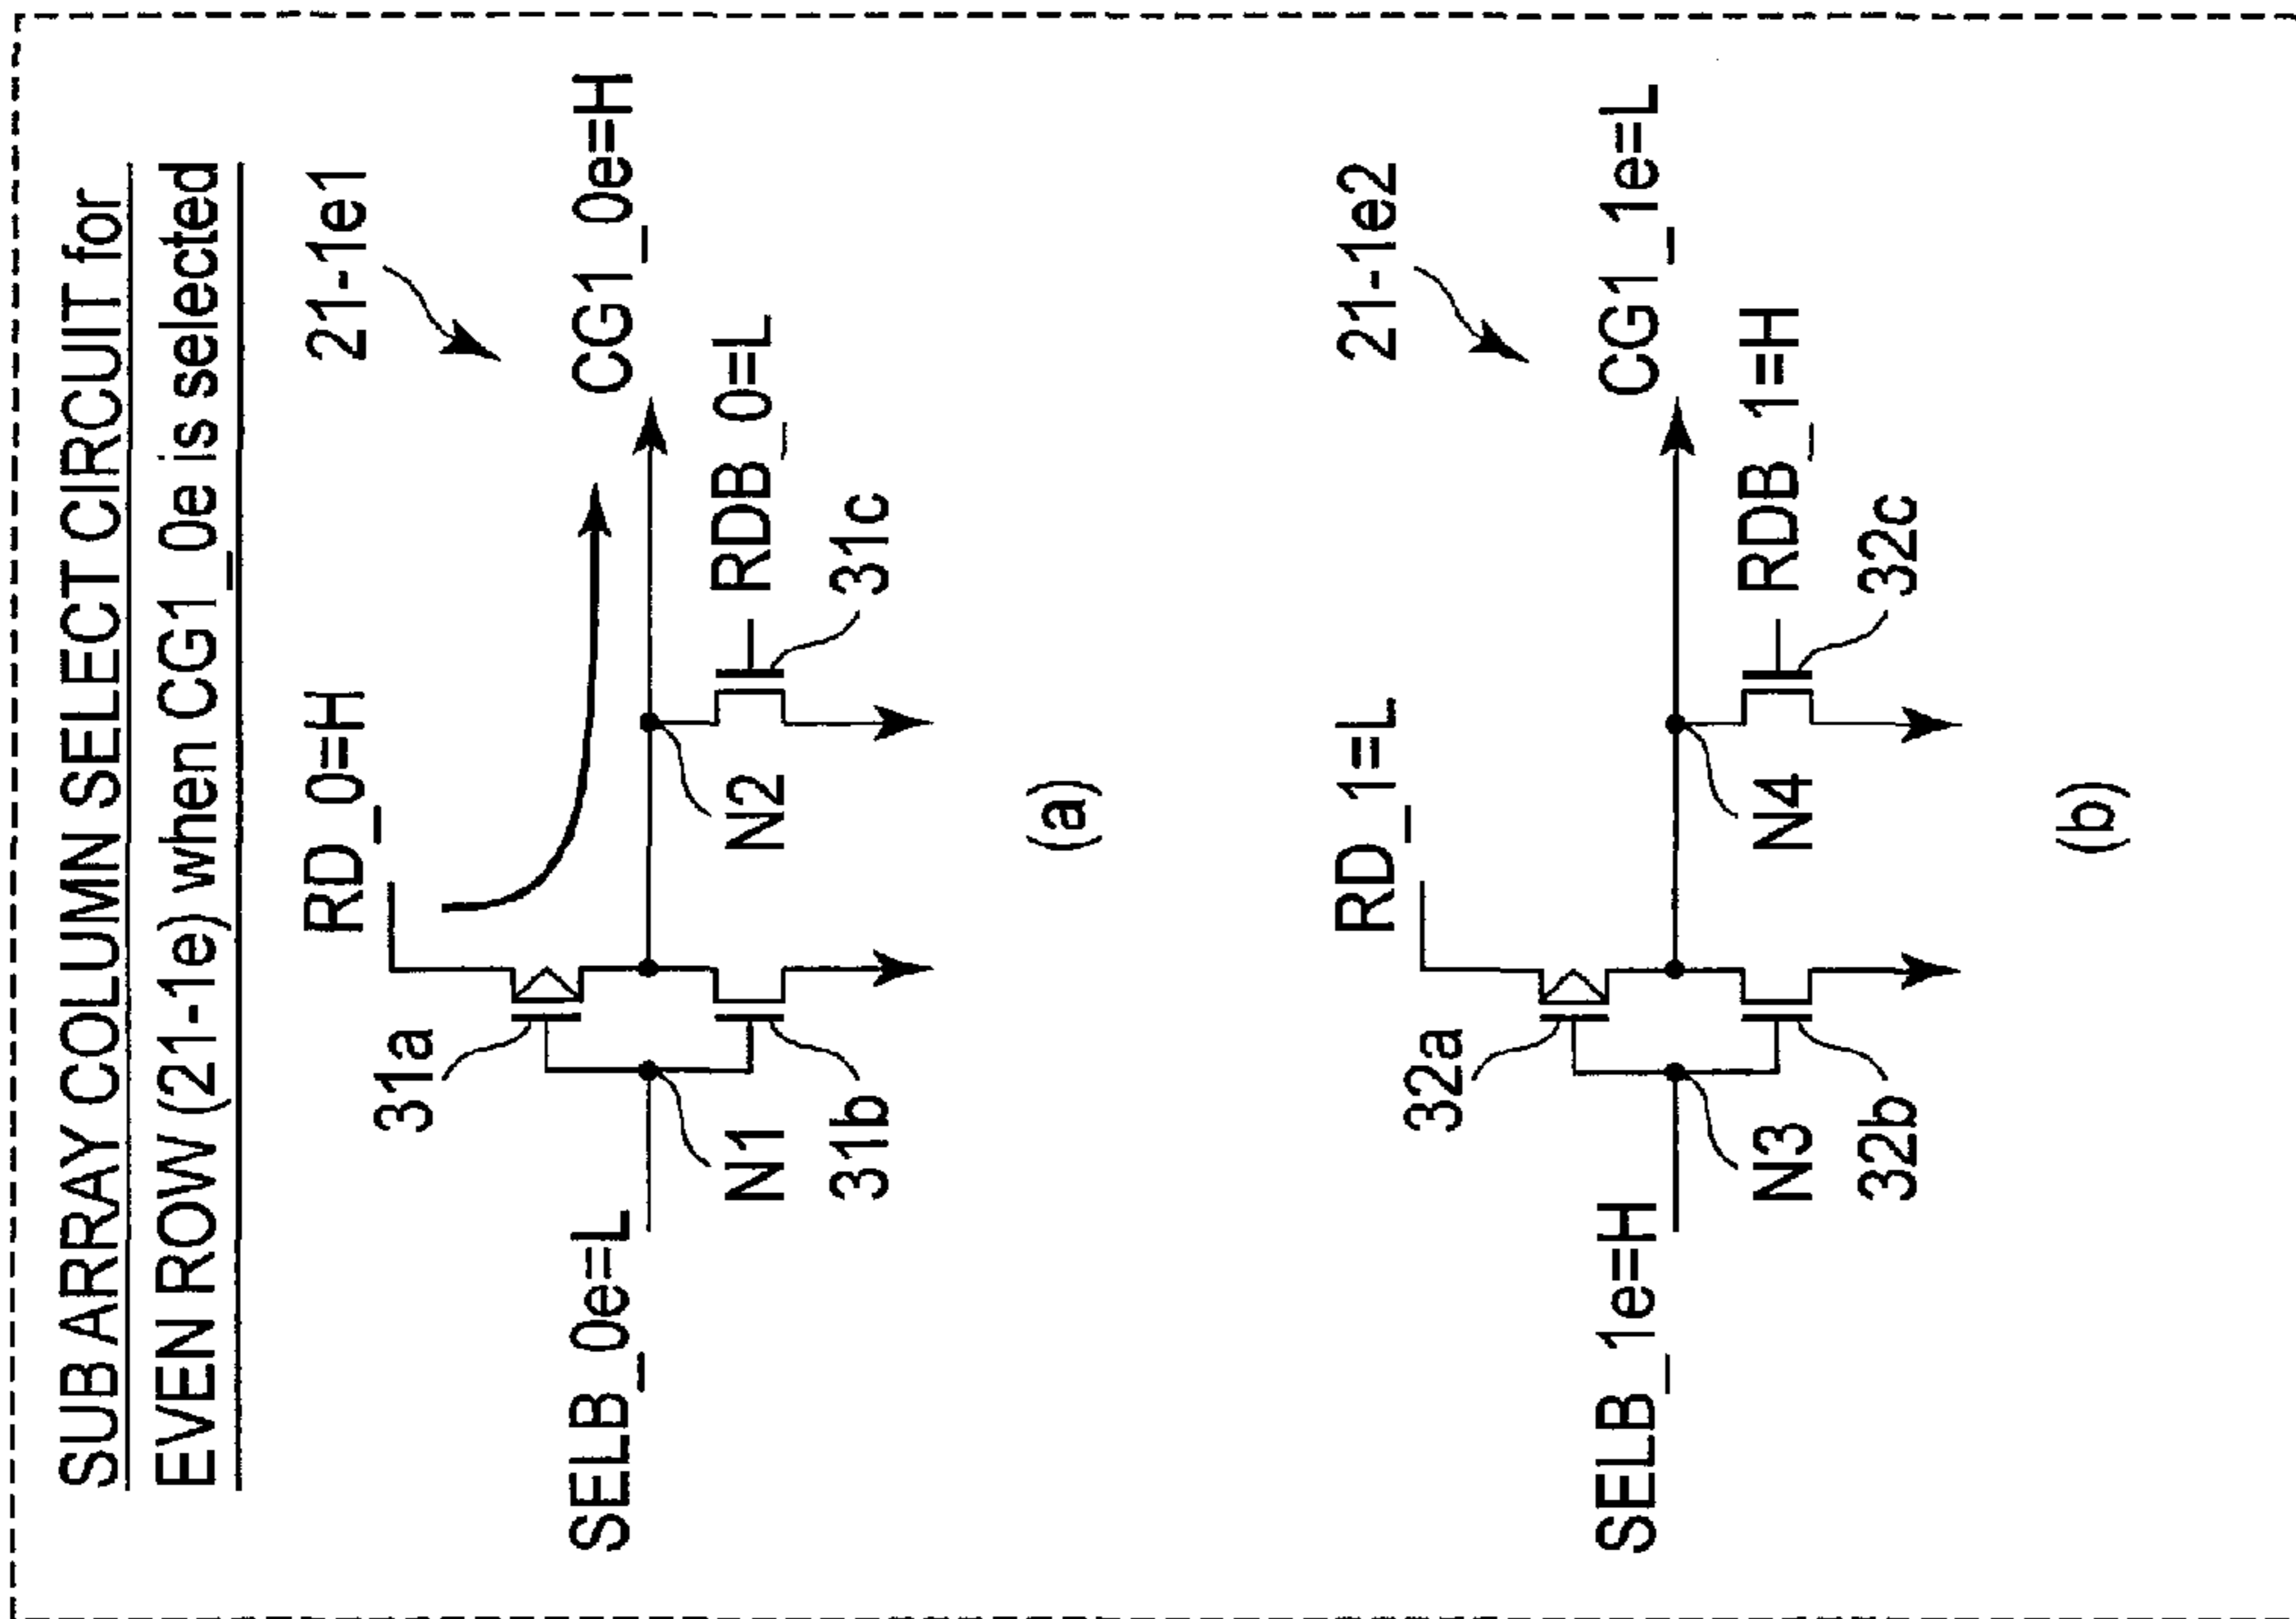 SUB ARRAY COLUMN SELECT CIRCUIT for
EVEN ROW (21-1e) when CG1_0e is selected
21-1e1
RD_0=H
31a
SELB_0e=L
CG1_0e=H
N1
N2
RDB_0=L
31b
31c
(a)
21-1e2
RD_1=L
32a
SELB_1e=H
CG1_1e=L
N3
N4
RDB_1=H
32b
32c
(b)